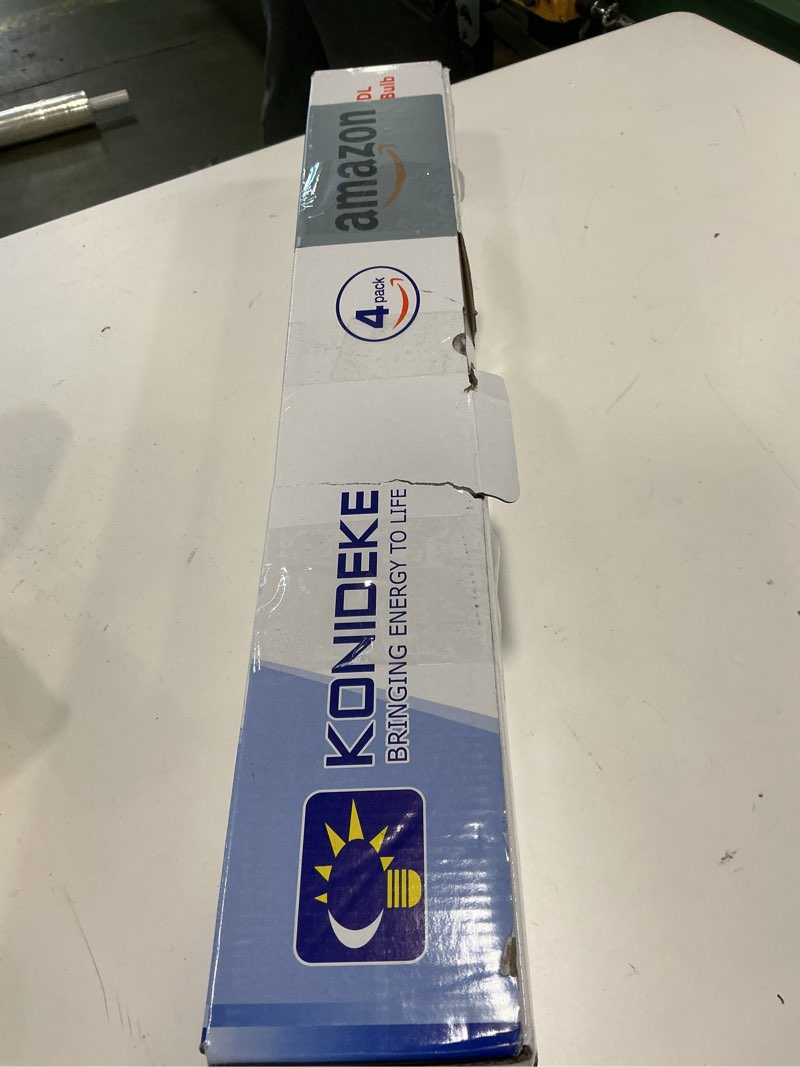 DL
Bulb
amazon
4 pack
KONIDEKE
BRINGING ENERGY TO LIFE